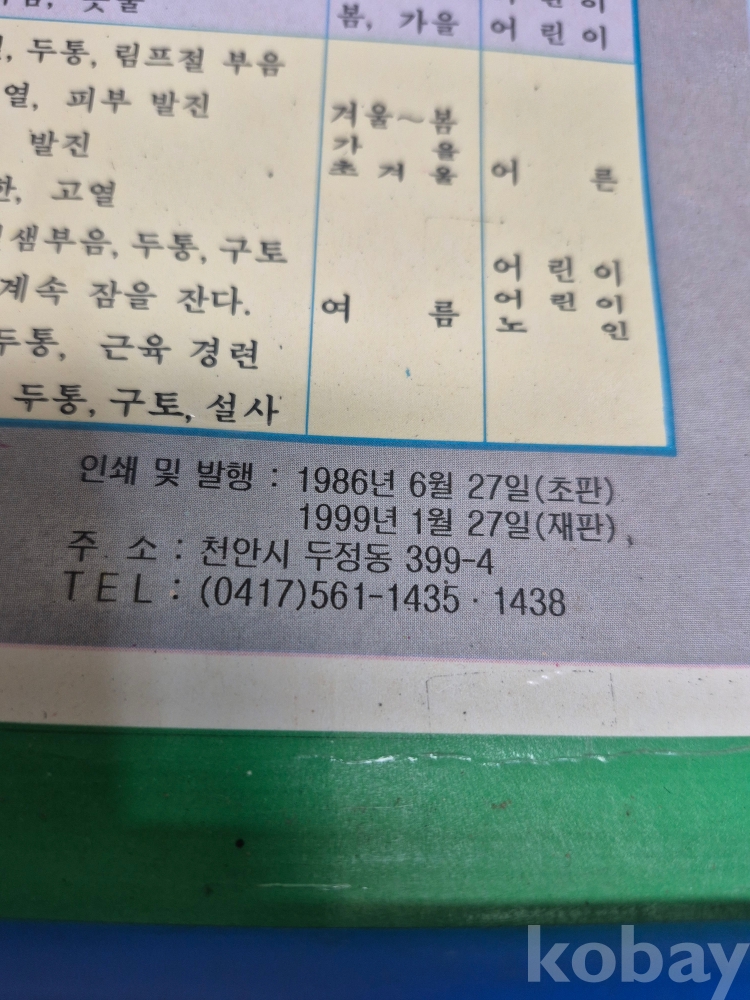 봄, 가을 어 린 이
두통, 림프절 부음
열, 피부 발진 겨울~봄
발진 가 을
초 겨 울 어 른
고열
샘부음, 두통, 구토 어 린 이
계속 잠을 잔다. 여 름 어 린 이
노 인
두통, 근육 경련
두통, 구토, 설사
인쇄 및 발행 : 1986년 6월 27일(초판)
1999년 1월 27일(재판)
주 소 : 천안시 두정동 399-4
TEL : (0417)561-1435 · 1438
kobay